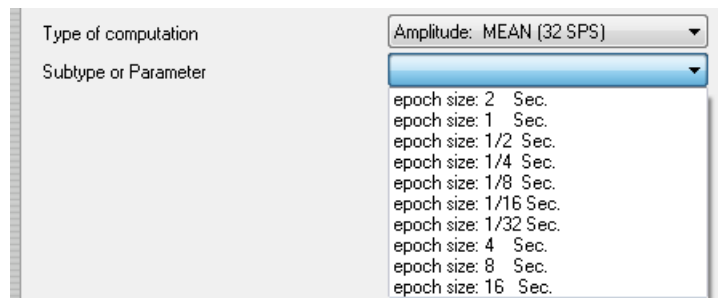 Type of computation
Amplitude: MEAN (32 SPS)
Subtype or Parameter
epoch size: 2 Sec.
epoch size: 1 Sec.
epoch size: 1/2 Sec.
epoch size: 1/4 Sec.
epoch size: 1/8 Sec.
epoch size: 1/16 Sec.
epoch size: 1/32 Sec.
epoch size: 4 Sec.
epoch size: 8 Sec.
epoch size: 16 Sec.